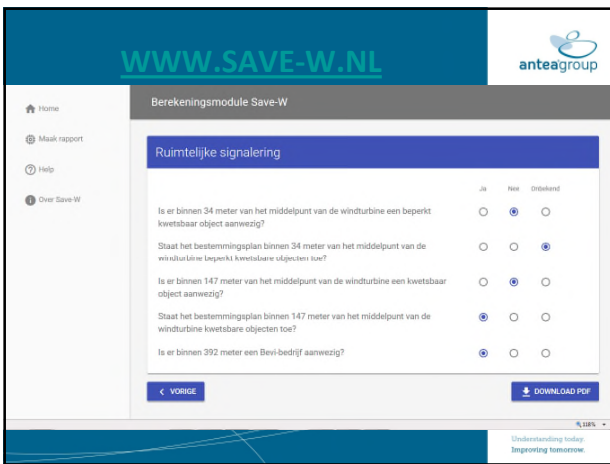 WWW.SAVE-W.NL
anteagroup
Home
Maak rapport
Help
Over Save-W
Berekeningsmodule Save-W
Ruimtelijke signalering
Ja Nee Onbekend
Is er binnen 34 meter van het middelpunt van de windturbine een beperkt
kwetsbaar object aanwezig?
Staat het bestemmingsplan binnen 34 meter van het middelpunt van de
windturbine beperkt kwetsbare objecten toe?
Is er binnen 147 meter van het middelpunt van de windturbine een kwetsbaar
object aanwezig?
Staat het bestemmingsplan binnen 147 meter van het middelpunt van de
windturbine kwetsbare objecten toe?
Is er binnen 392 meter een Bevi-bedrijf aanwezig?
VORIGE
DOWNLOAD PDF
118%
Understanding today.
Improving tomorrow.